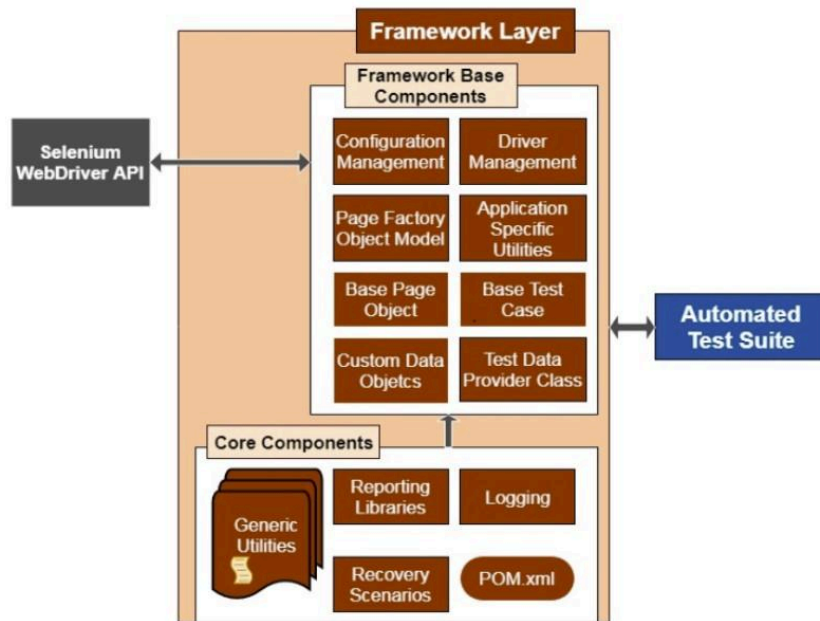 Framework Layer
Framework Base
Components
Selenium
WebDriver API
Configuration
Management
Driver
Management
Page Factory
Object Model
Application
Specific
Utilities
Base Page
Object
Base Test
Case
Automated
Test Suite
Custom Data
Objetcs
Test Data
Provider Class
Core Components
Generic
Utilities
Reporting
Libraries
Logging
Recovery
Scenarios
POM.xml